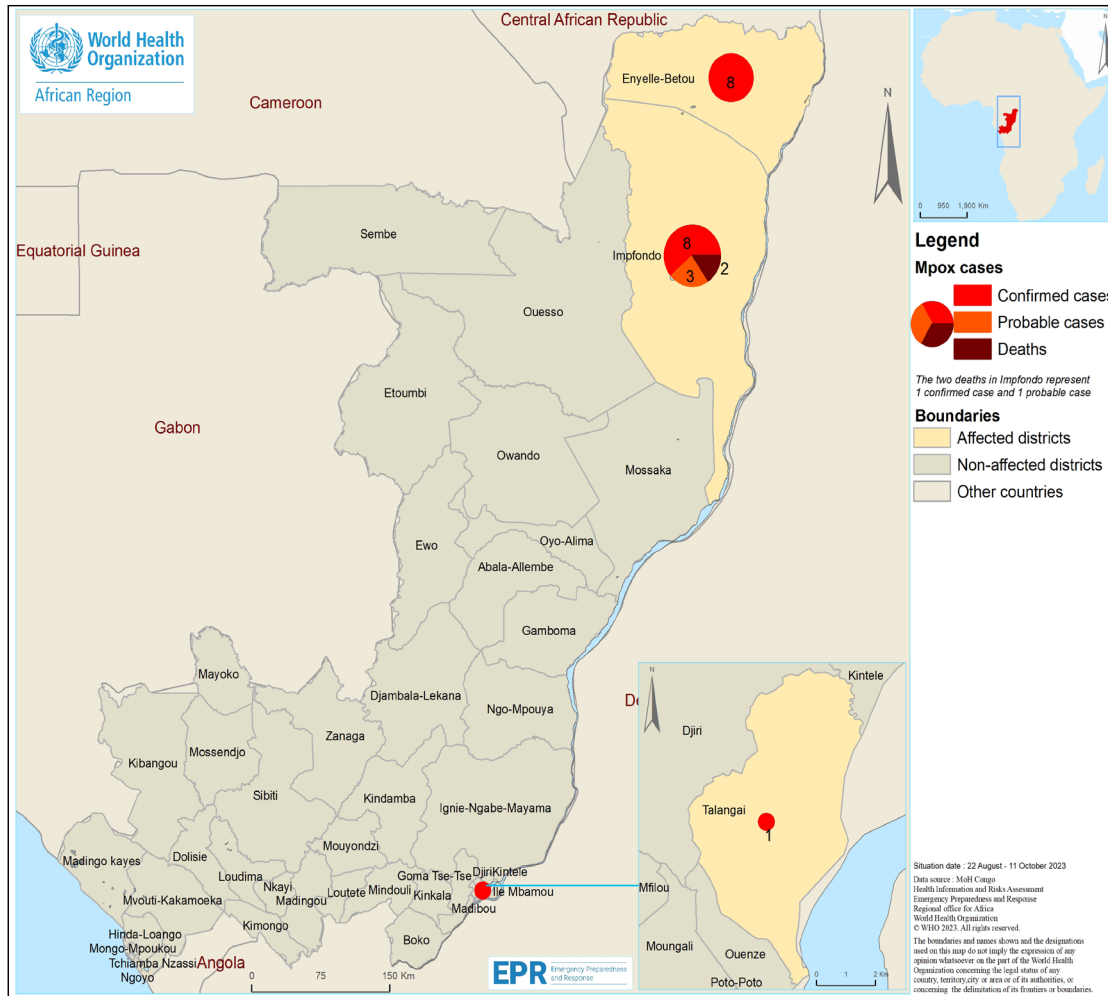 World Health
Organization
African Region
Central African Republic
Cameroon
Equatorial Guinea
Gabon
Angola
De
Enyelle-Betou
8
Impfondo
8
3
2
Sembe
Ouesso
Etoumbi
Owando
Mossaka
Ewo
Oyo-Alima
Abala-Allembe
Gamboma
Djambala-Lekana
Ngo-Mpouya
Mayoko
Zanaga
Mossendjo
Kibangou
Sibiti
Kindamba
Ignie-Ngabe-Mayama
Mouyondzi
Madingo kayes
Dolisie
Loudima
Nkayi
Madingou
Loutete
Mindouli
Goma Tse-Tse
Kinkala
DjiriKintele
Ile Mbamou
Madibou
Mvouti-Kakamoeka
Kimongo
Boko
Hinda-Loango
Mongo-Mpoukou
Tchiamba Nzassi
Ngoyo
0 75 150 Km
N
EPR
Emergency Preparedness
and Response
N
Kintele
Djiri
Talangai
1
Mfilou
Moungali
Ouenze
Poto-Poto
0 1 2 Km
N
0 950 1,900 Km
Legend
Mpox cases
Confirmed cases
Probable cases
Deaths
The two deaths in Impfondo represent
1 confirmed case and 1 probable case
Boundaries
Affected districts
Non-affected districts
Other countries
Situation date : 22 August - 11 October 2023
Data source : MoH Congo
Health Information and Risks Assessment
Emergency Preparedness and Response
Regional office for Africa
World Health Organization
© WHO 2023. All rights reserved.
The boundaries and names shown and the designations
used on this map do not imply the expression of any
opinion whatsoever on the part of the World Health
Organization concerning the legal status of any
country, territory,city or area or of its authorities, or
concerning the delimitation of its frontiers or boundaries.